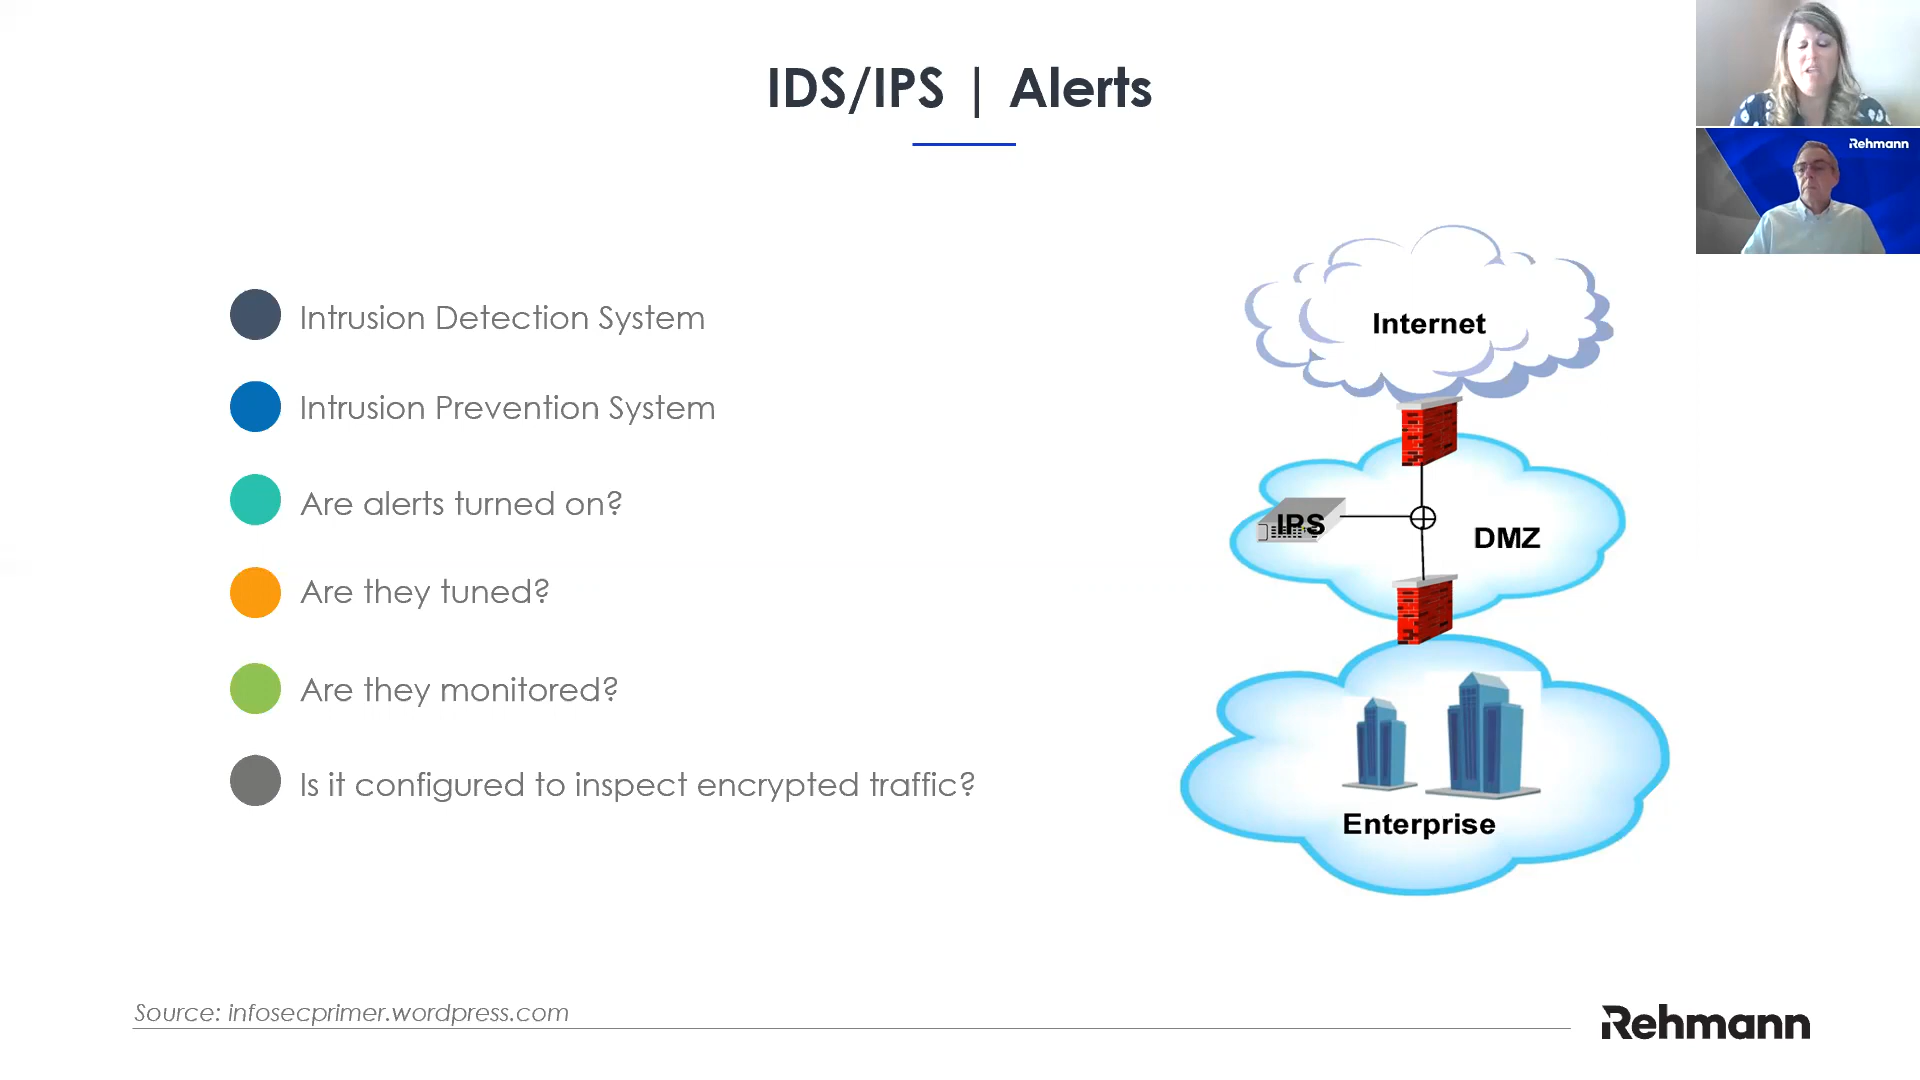 IDS/IPS | Alerts
Rehmann
Intrusion Detection System
Intrusion Prevention System
Are alerts turned on?
Are they tuned?
Are they monitored?
Is it configured to inspect encrypted traffic?
Internet
IPS
DMZ
Enterprise
Source: infosecprimer.wordpress.com
Rehmann